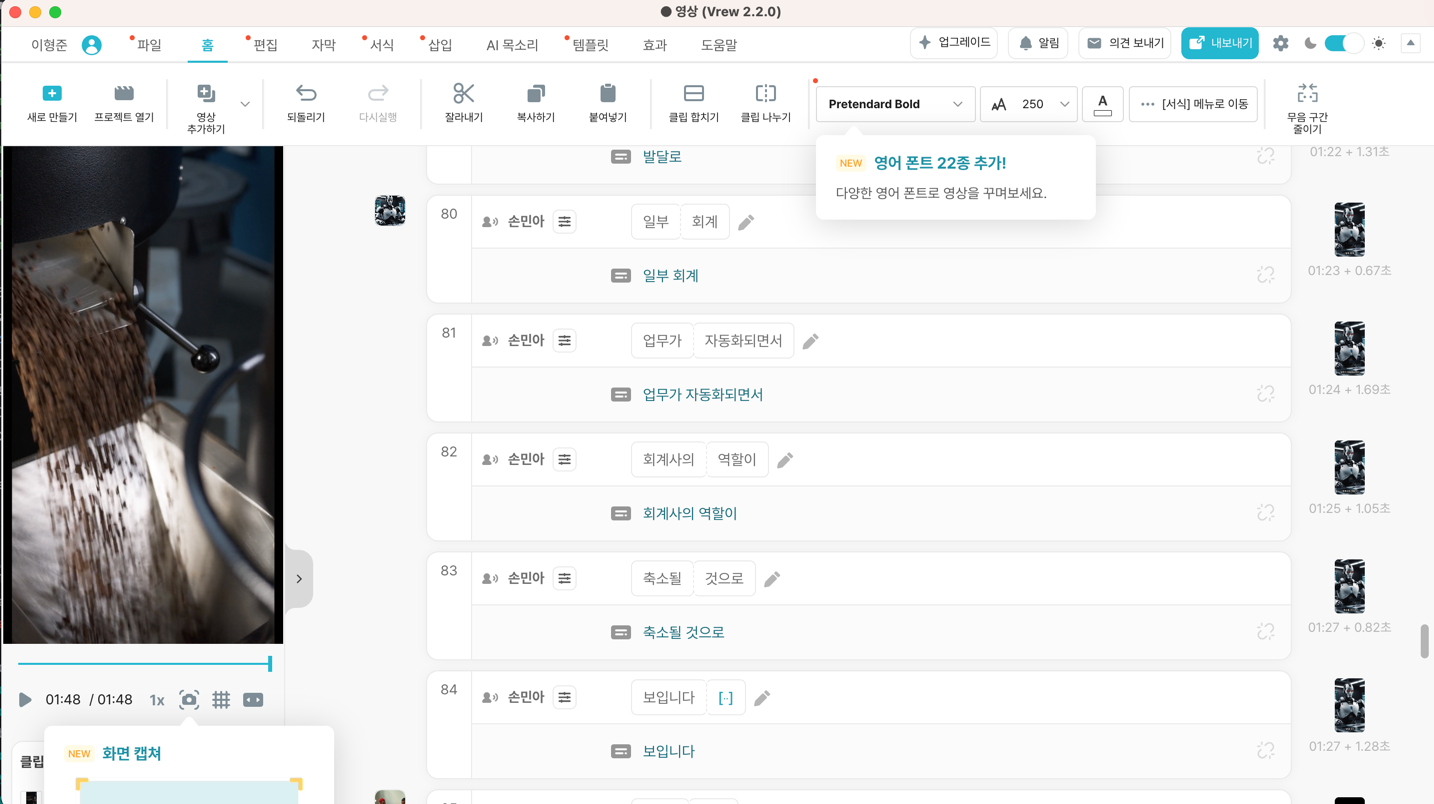 영상 (Vrew 2.2.0)
이형준
파일
홈
편집
자막
서식
삽입
AI 목소리
템플릿
효과
도움말
업그레이드
알림
의견 보내기
내보내기
새로 만들기
프로젝트 열기
영상
추가하기
되돌리기
다시실행
잘라내기
복사하기
붙여넣기
클립 합치기
클립 나누기
Pretendard Bold
250
A
[서식] 메뉴로 이동
무음 구간
줄이기
NEW 영어 폰트 22종 추가!
다양한 영어 폰트로 영상을 꾸며보세요.
발달로
01:22 + 1.31초
80 손민아 일부 회계
일부 회계
01:23 + 0.67초
81 손민아 업무가 자동화되면서
업무가 자동화되면서
01:24 + 1.69초
82 손민아 회계사의 역할이
회계사의 역할이
01:25 + 1.05초
83 손민아 축소될 것으로
축소될 것으로
01:27 + 0.82초
84 손민아 보입니다 [··]
보입니다
01:27 + 1.28초
01:48 / 01:48 1x
NEW 화면 캡쳐
클립